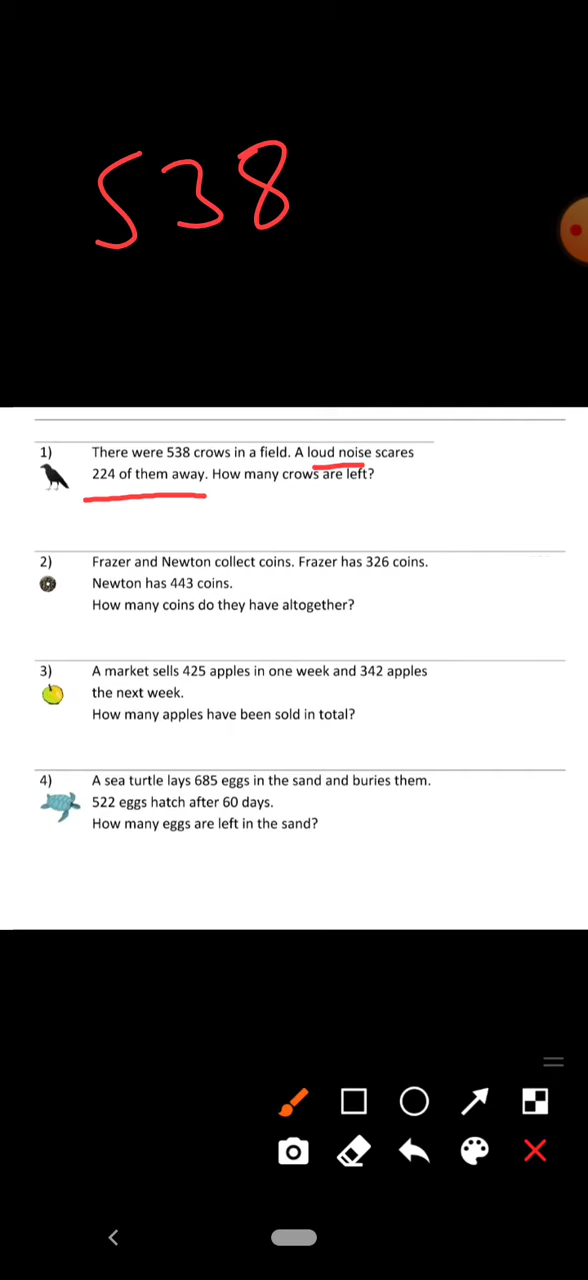 538
1)
There were 538 crows in a field. A loud noise scares
224 of them away. How many crows are left?
2)
Frazer and Newton collect coins. Frazer has 326 coins.
Newton has 443 coins.
How many coins do they have altogether?
3)
A market sells 425 apples in one week and 342 apples
the next week.
How many apples have been sold in total?
4)
A sea turtle lays 685 eggs in the sand and buries them.
522 eggs hatch after 60 days.
How many eggs are left in the sand?